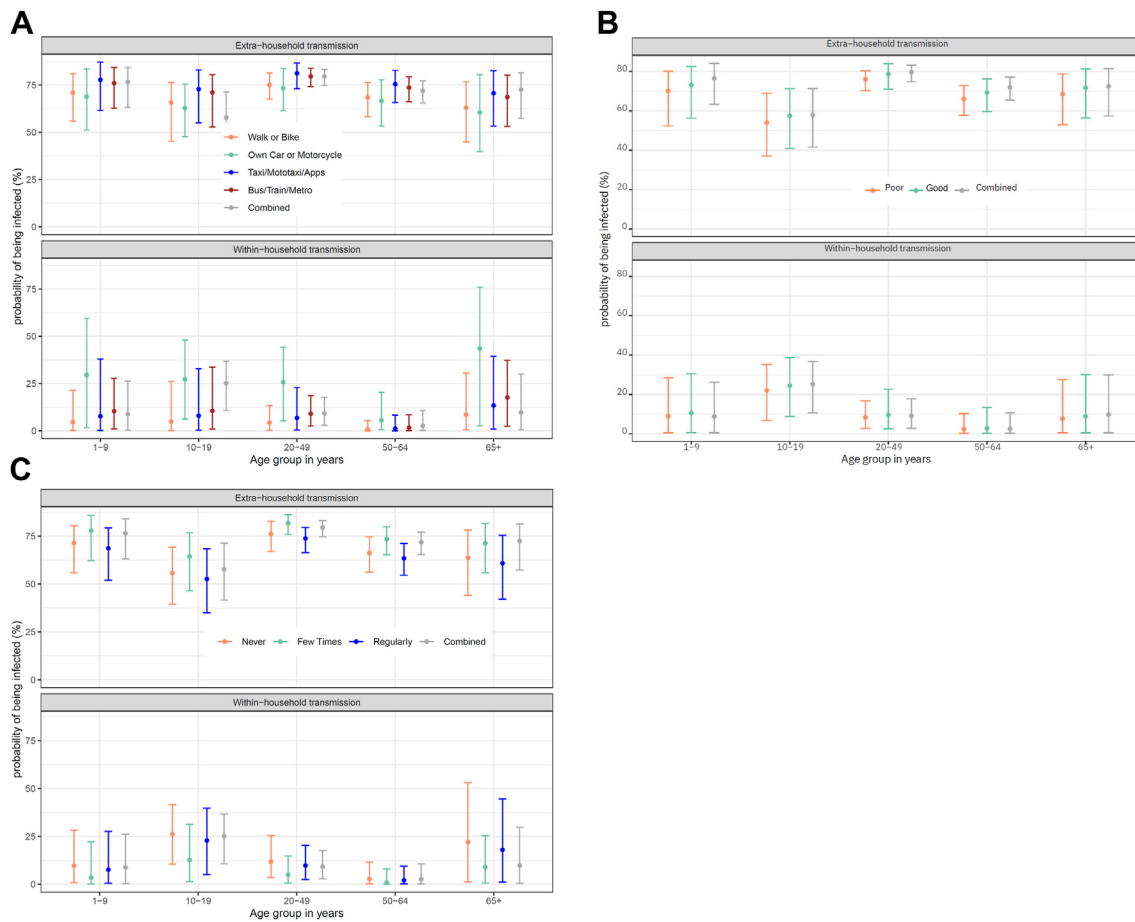 A
Extra−household transmission
75
50
25
0
Walk or Bike
Own Car or Motorcycle
Taxi/Mototaxi/Apps
Bus/Train/Metro
Combined
Within−household transmission
75
50
25
0
probability of being infected (%)
1−9 10−19 20−49 50−64 65+
Age group in years
B
Extra−household transmission
80
60
40
20
0
Poor Good Combined
Within−household transmission
80
60
40
20
0
probability of being infected (%)
1−9 10−19 20−49 50−64 65+
Age group in years
C
Extra−household transmission
75
50
25
0
Never Few Times Regularly Combined
Within−household transmission
75
50
25
0
probability of being infected (%)
1−9 10−19 20−49 50−64 65+
Age group in years